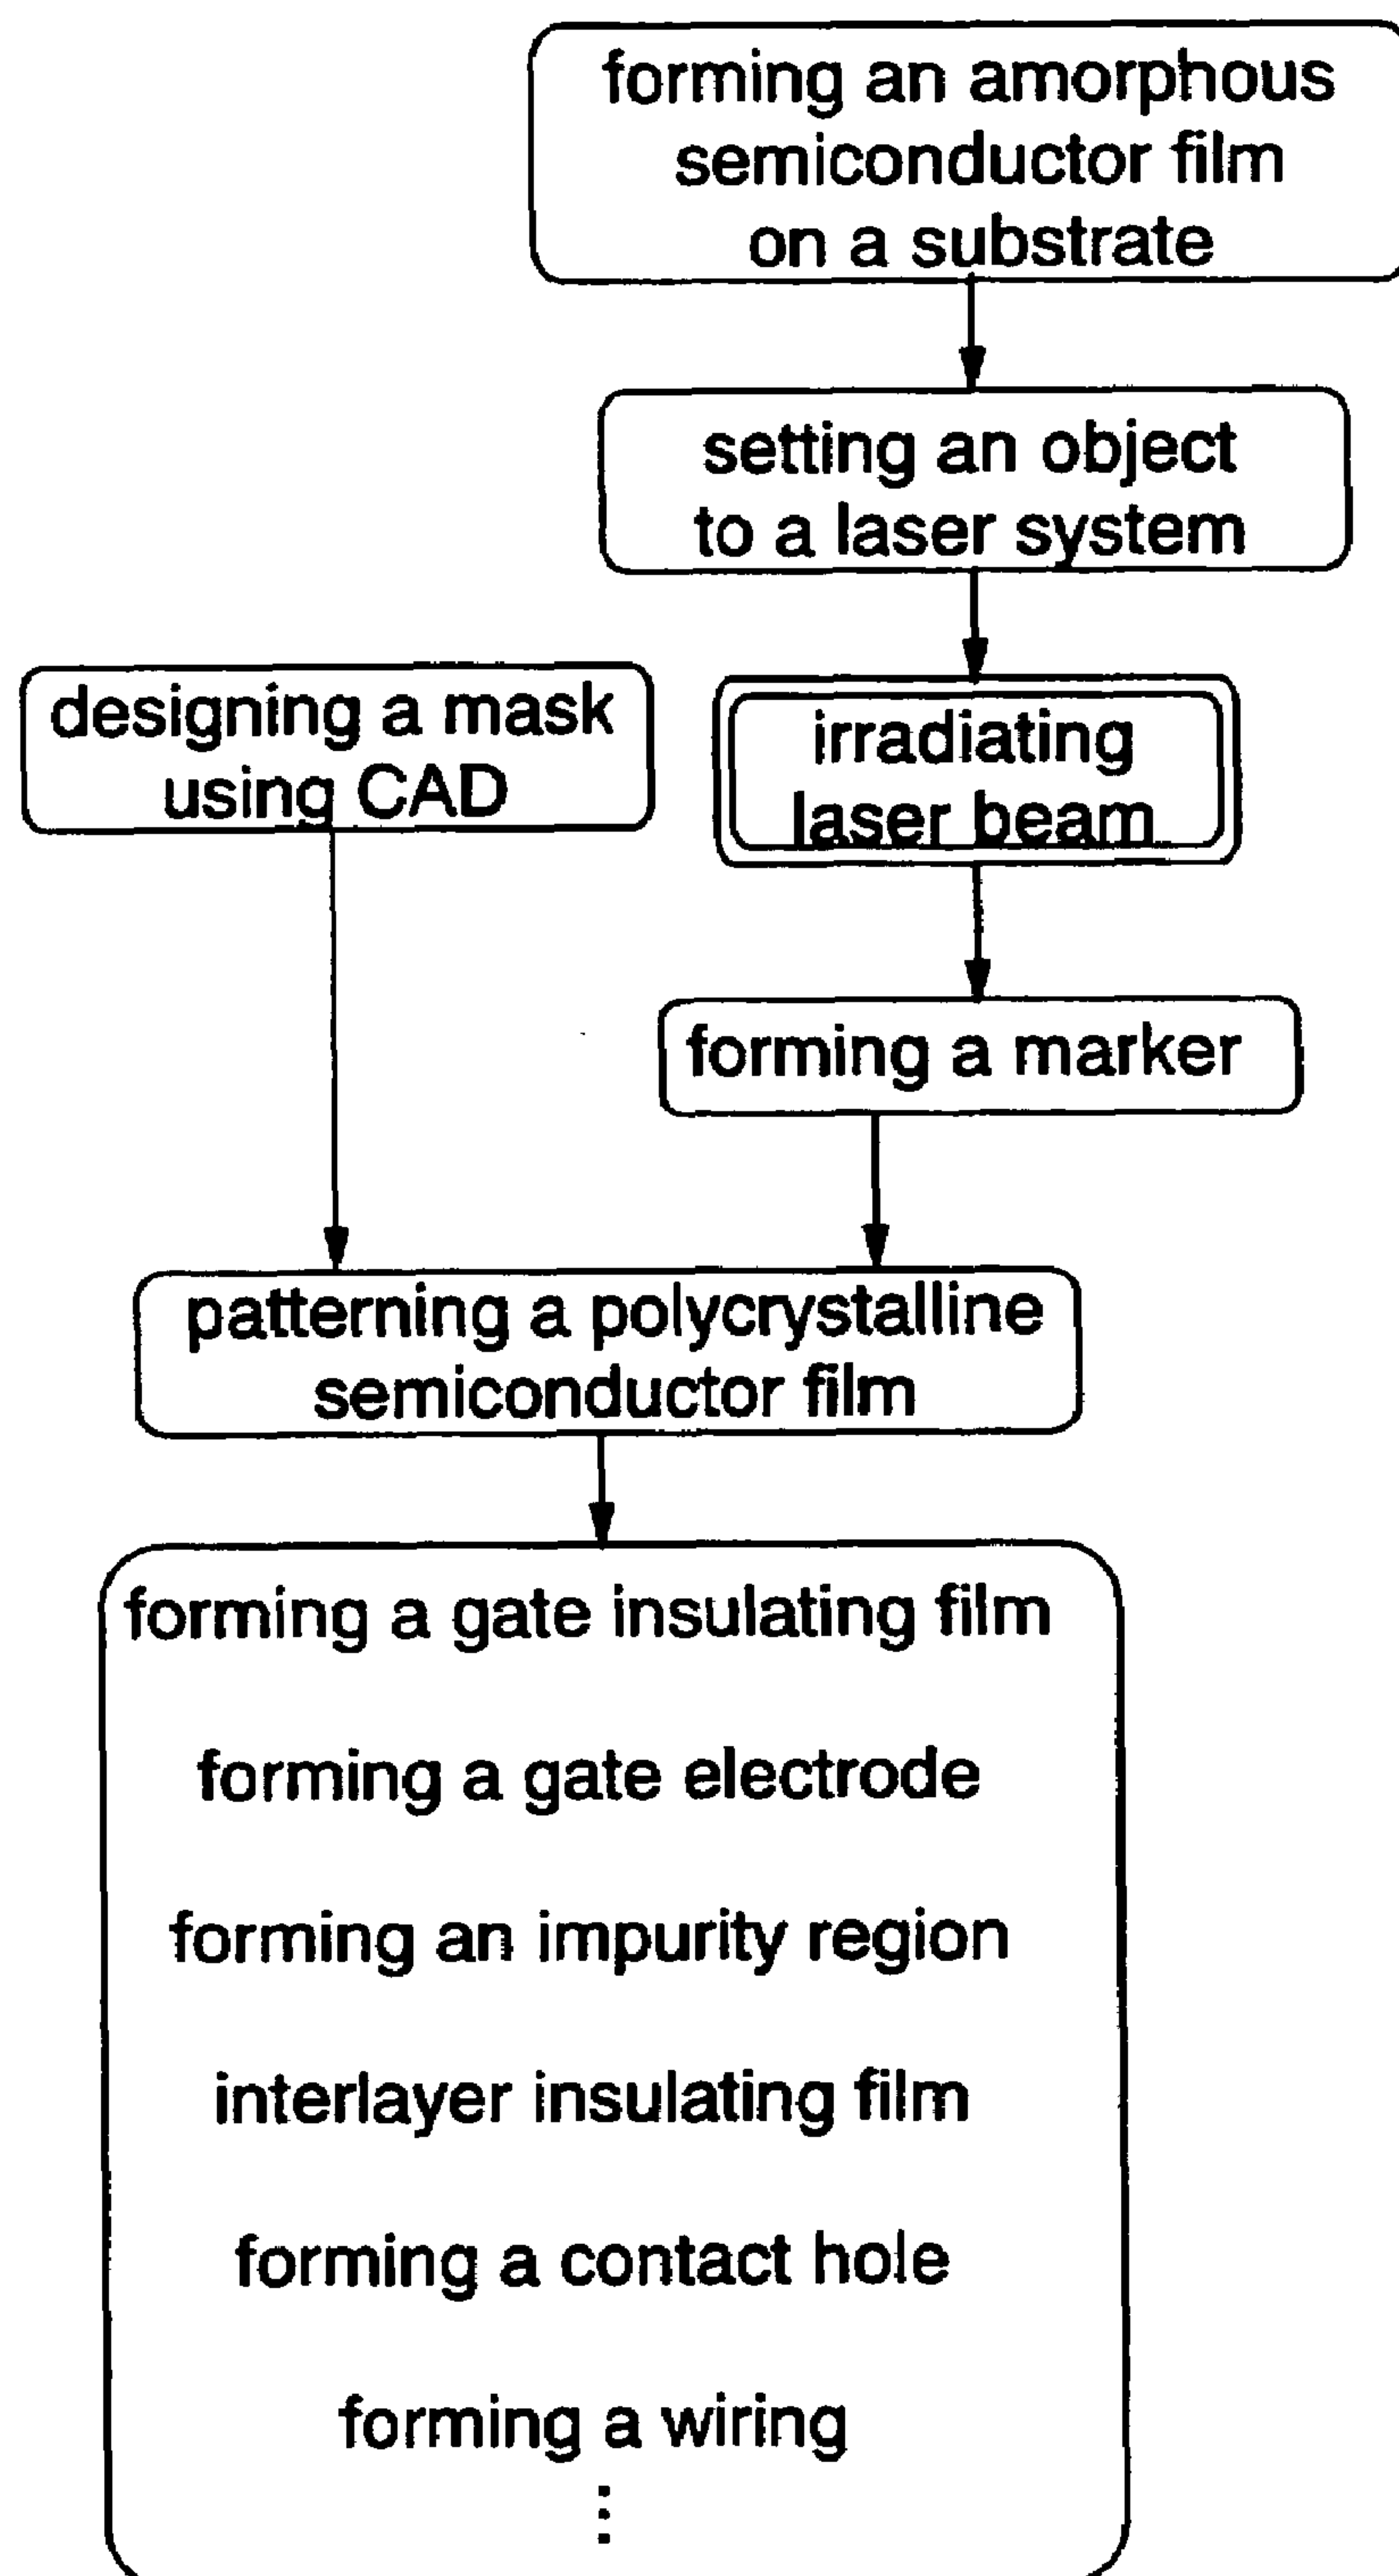 forming an amorphous
semiconductor film
on a substrate
setting an object
to a laser system
designing a mask
using CAD
irradiating
laser beam
forming a marker
patterning a polycrystalline
semiconductor film
forming a gate insulating film
forming a gate electrode
forming an impurity region
interlayer insulating film
forming a contact hole
forming a wiring
⋮